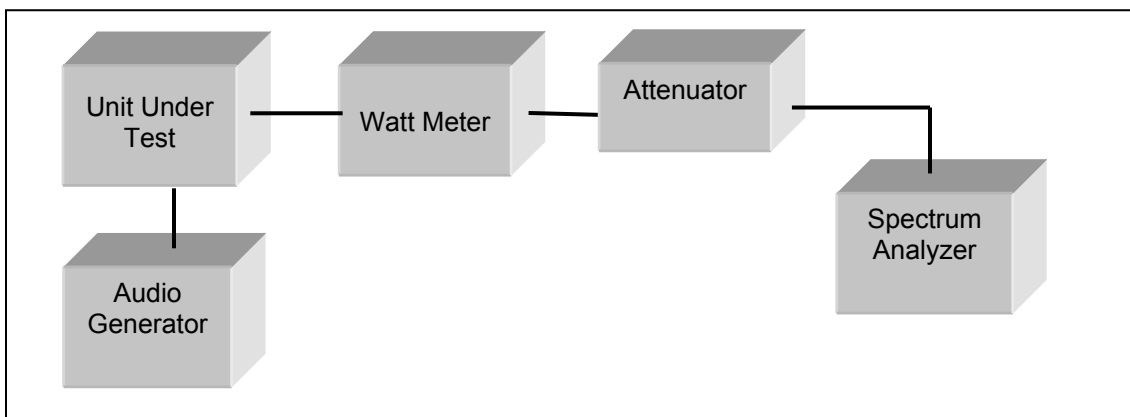 Unit Under
Test
Watt Meter
Attenuator
Spectrum
Analyzer
Audio
Generator